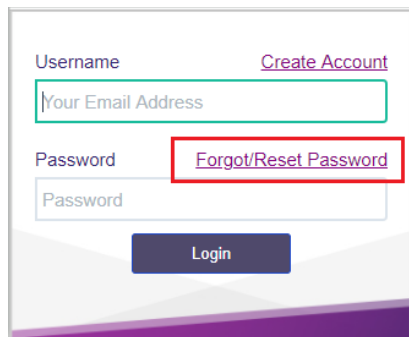 Username Create Account
Your Email Address
Password Forgot/Reset Password
Password
Login